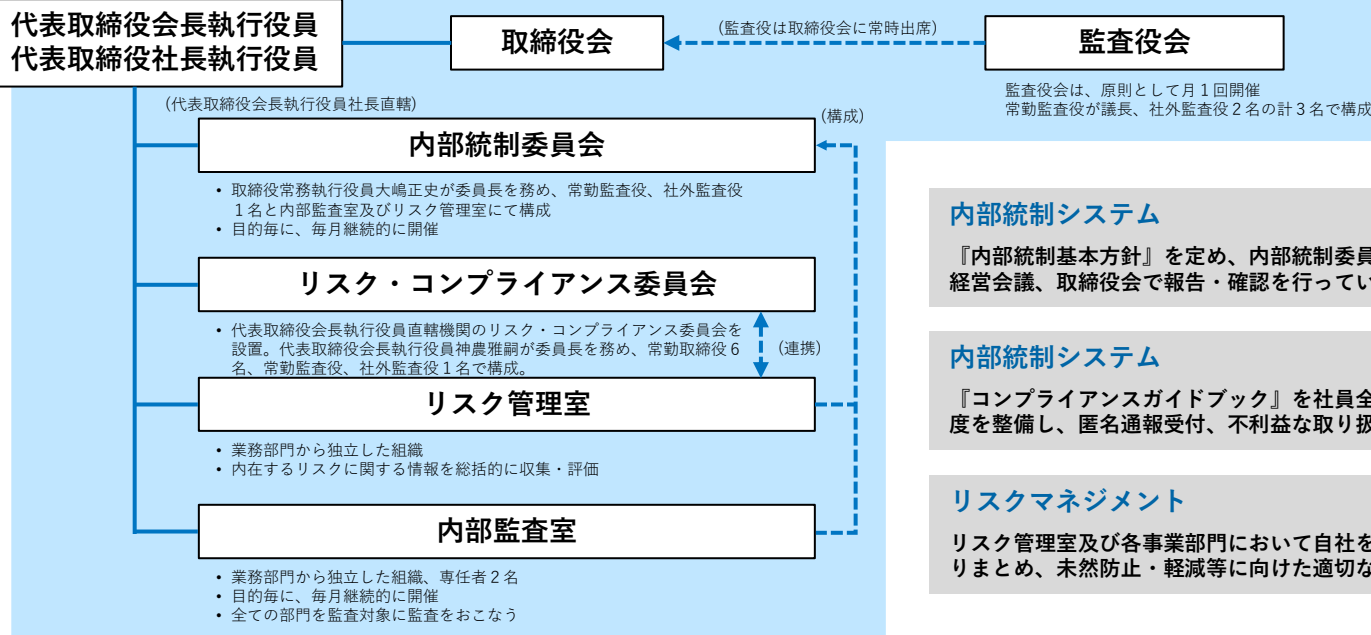 代表取締役会長執行役員
代表取締役社長執行役員
取締役会
(監査役は取締役会に常時出席)
監査役会
監査役会は、原則として月１回開催
常勤監査役が議長、社外監査役２名の計３名で構成
(代表取締役会長執行役員社長直轄)
(構成)
内部統制委員会
• 取締役常務執行役員大嶋正史が委員長を務め、常勤監査役、社外監査役
１名と内部監査室及びリスク管理室にて構成
• 目的毎に、毎月継続的に開催
リスク・コンプライアンス委員会
• 代表取締役会長執行役員直轄機関のリスク・コンプライアンス委員会を
設置。代表取締役会長執行役員神農雅嗣が委員長を務め、常勤取締役６
名、常勤監査役、社外監査役１名で構成。
(連携)
リスク管理室
• 業務部門から独立した組織
• 内在するリスクに関する情報を総括的に収集・評価
内部監査室
• 業務部門から独立した組織、専任者２名
• 目的毎に、毎月継続的に開催
• 全ての部門を監査対象に監査をおこなう
内部統制システム
『内部統制基本方針』を定め、内部統制委員
経営会議、取締役会で報告・確認を行ってい
内部統制システム
『コンプライアンスガイドブック』を社員全
度を整備し、匿名通報受付、不利益な取り扱
リスクマネジメント
リスク管理室及び各事業部門において自社を
りまとめ、未然防止・軽減等に向けた適切な